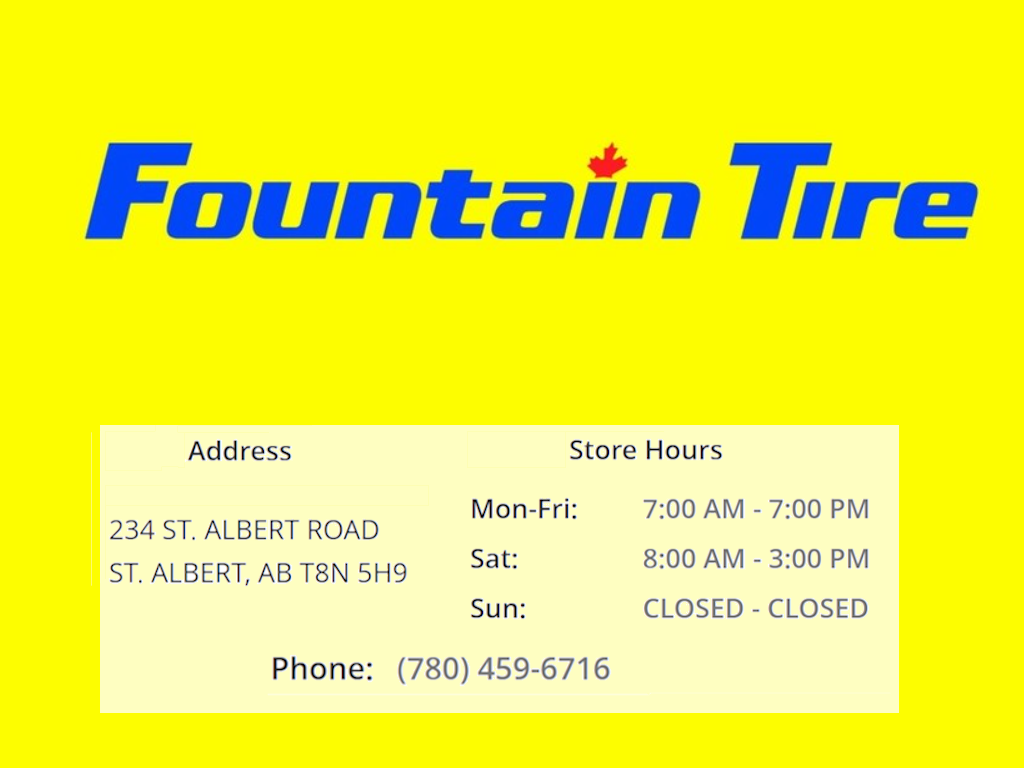 Fountain Tire
Address
234 ST. ALBERT ROAD
ST. ALBERT, AB T8N 5H9
Store Hours
Mon-Fri: 7:00 AM - 7:00 PM
Sat: 8:00 AM - 3:00 PM
Sun: CLOSED - CLOSED
Phone: (780) 459-6716